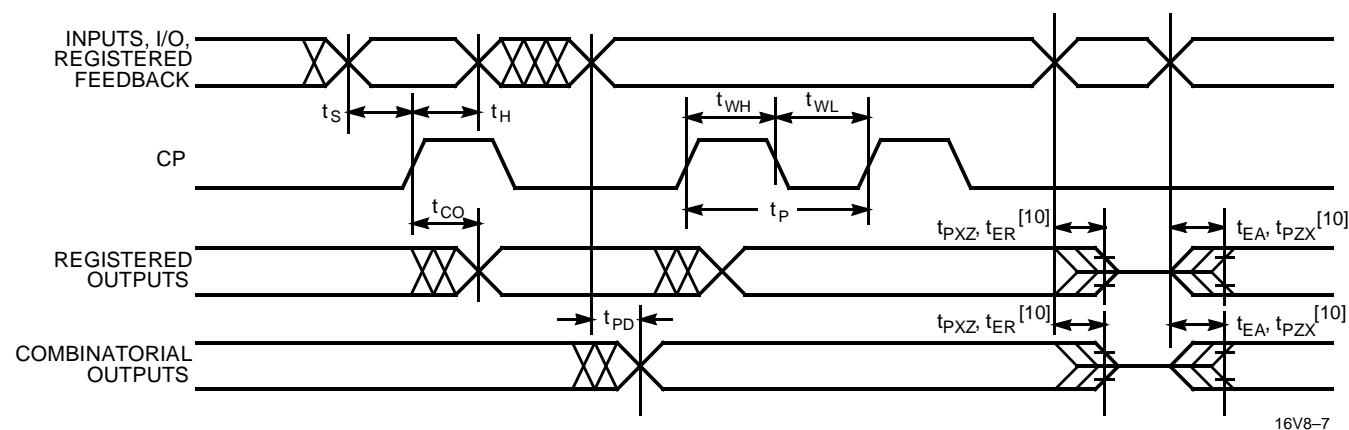 INPUTS, I/O,
REGISTERED
FEEDBACK
tS
tH
tWH
tWL
CP
tCO
tP
tPXZ, tER[10]
tEA, tPZX[10]
REGISTERED
OUTPUTS
tPD
tPXZ, tER[10]
tEA, tPZX[10]
COMBINATORIAL
OUTPUTS
16V8–7